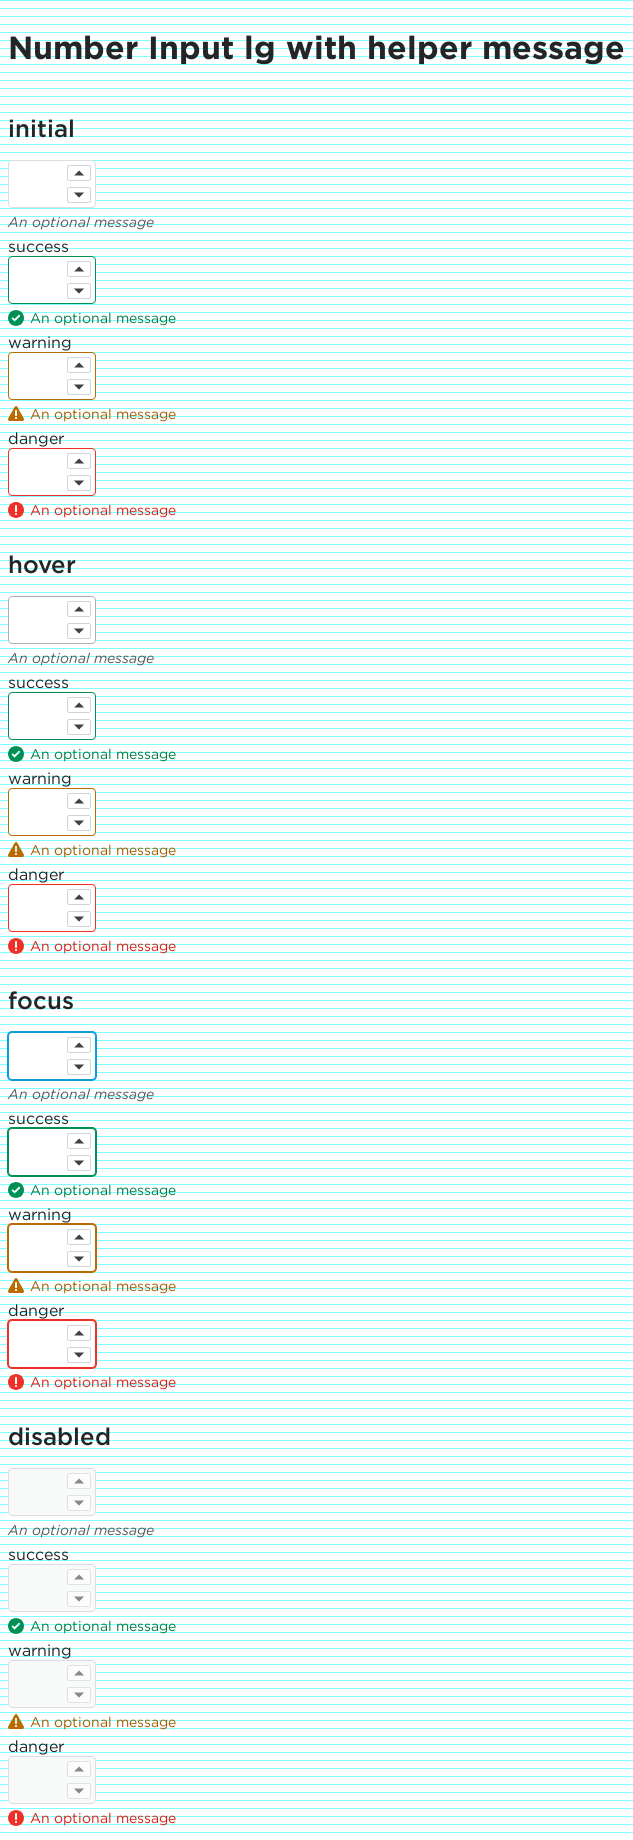 Number Input lg with helper message
initial
An optional message
success
An optional message
warning
An optional message
danger
An optional message
hover
An optional message
success
An optional message
warning
An optional message
danger
An optional message
focus
An optional message
success
An optional message
warning
An optional message
danger
An optional message
disabled
An optional message
success
An optional message
warning
An optional message
danger
An optional message